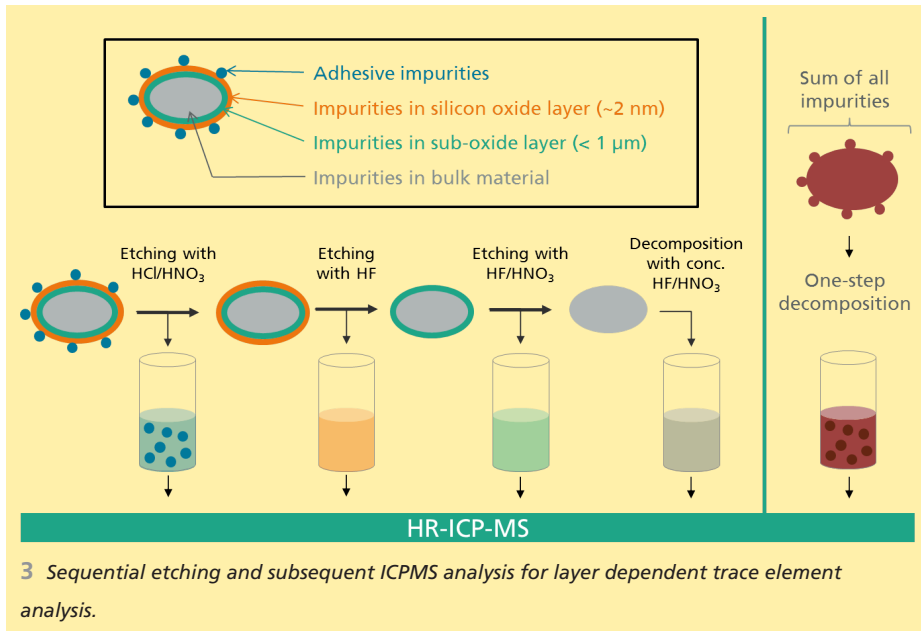 Adhesive impurities
Impurities in silicon oxide layer (~2 nm)
Impurities in sub-oxide layer (< 1 µm)
Impurities in bulk material
Sum of all
impurities
Etching with
HCl/HNO₃
Etching
with HF
Etching with
HF/HNO₃
Decomposition
with conc.
HF/HNO₃
One-step
decomposition
HR-ICP-MS
3 Sequential etching and subsequent ICPMS analysis for layer dependent trace element
analysis.